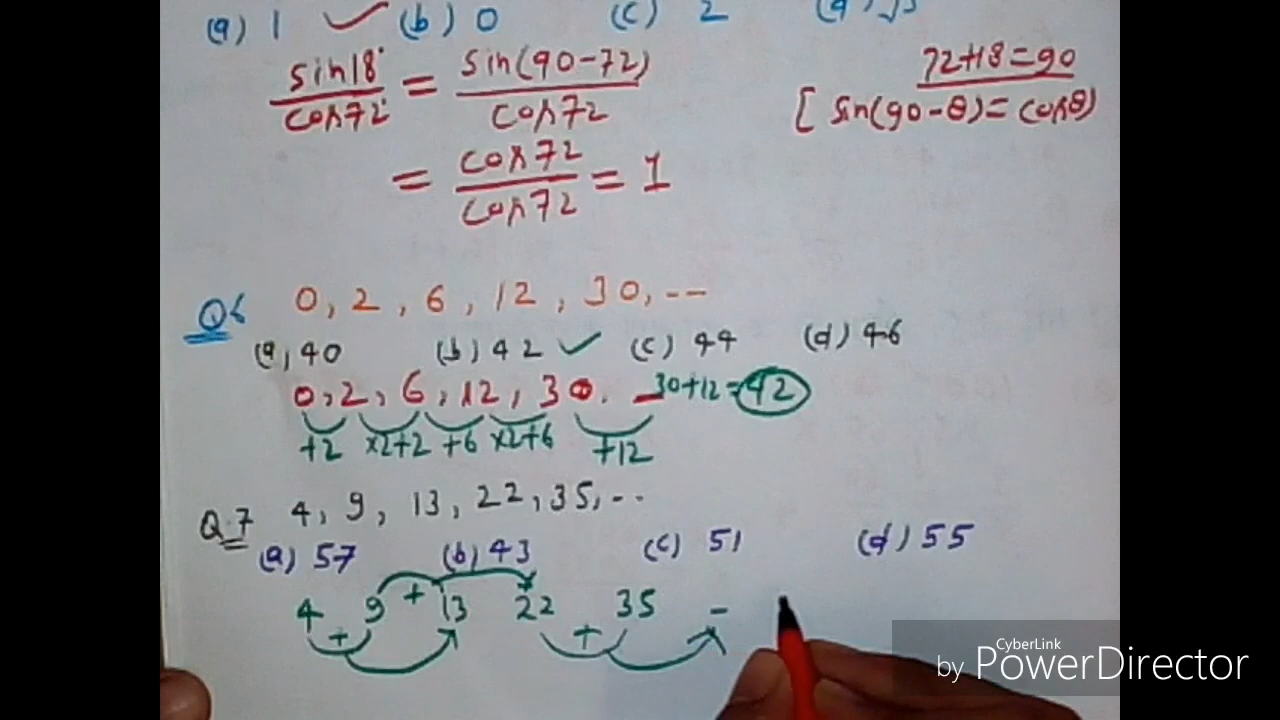 (a) 1 ✓ (b) 0 (c) 2 (d) √3
sin18° / cos72° = sin(90-72) / cos72
72+18=90
[ sin(90-θ)= cosθ)
= cos72 / cos72 = 1
Q6 0, 2, 6, 12, 30, --
(a) 40 (b) 42 ✓ (c) 44 (d) 46
0, 2, 6, 12, 30. _ 30+12=42
+2 ×2+2 +6 ×2+6 +12
Q.7 4, 9, 13, 22, 35, --
(a) 57 (b) 43 (c) 51 (d) 55
4 9 + 13 22 35 -
+ +
CyberLink
by PowerDirector